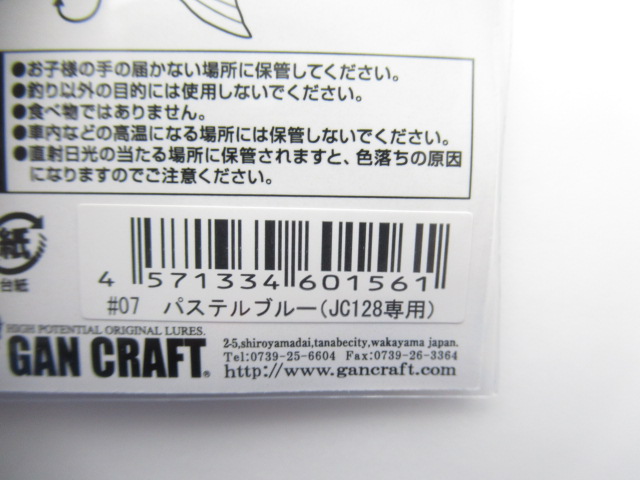 ●お子様の手の届かない場所に保管してください。
●釣り以外の目的には使用しないでください。
●食べ物ではありません。
●車内などの高温になる場所には保管しないでください。
●直射日光の当たる場所に保管されますと、色落ちの原因
になりますのでご注意ください。
紙
台紙
4 571334 601561
#07 パステルブルー(JC128専用)
HIGH POTENTIAL ORIGINAL LURES.
GAN CRAFT®
2-5,shiroyamadai,tanabecity,wakayama japan.
Tel:0739-25-6604 Fax:0739-26-3364
http://www.gancraft.com/